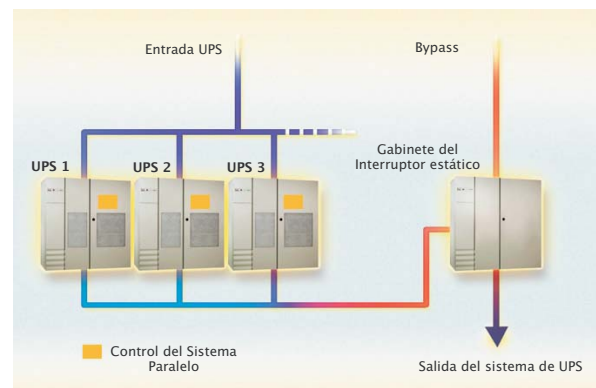 Entrada UPS
Bypass
Gabinete del
Interruptor estático
UPS 1
UPS 2
UPS 3
Control del Sistema
Paralelo
Salida del sistema de UPS